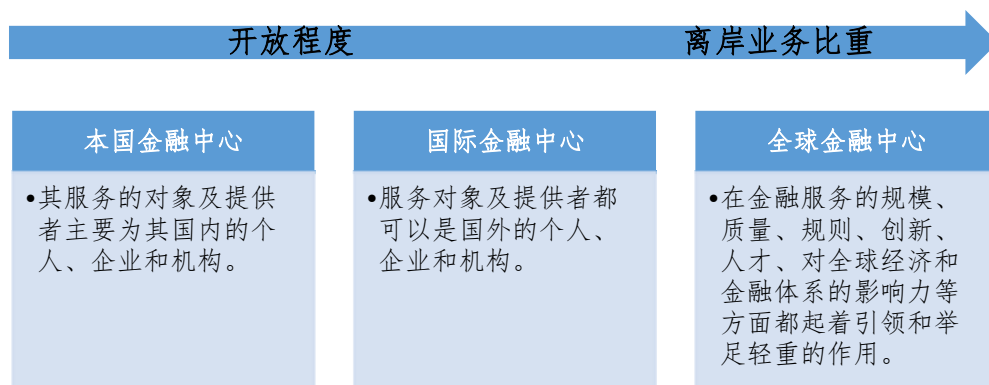 开放程度 离岸业务比重
本国金融中心
•其服务的对象及提供
者主要为其国内的个
人、企业和机构。
国际金融中心
•服务对象及提供者都
可以是国外的个人、
企业和机构。
全球金融中心
•在金融服务的规模、
质量、规则、创新、
人才、对全球经济和
金融体系的影响力等
方面都起着引领和举
足轻重的作用。